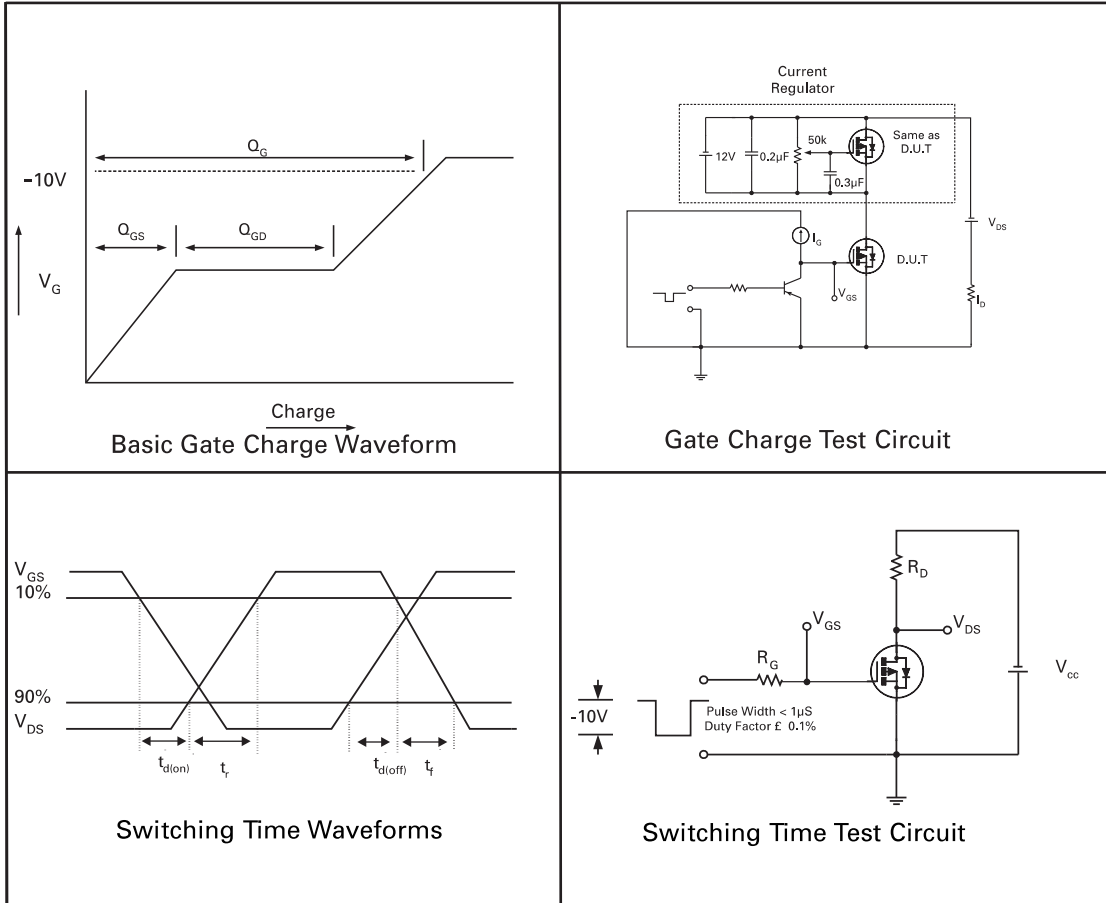 Q_G
-10V
Q_GS
Q_GD
V_G
Charge
Basic Gate Charge Waveform
Current
Regulator
50k
Same as
D.U.T
12V
0.2µF
0.3µF
V_DS
I_G
D.U.T
V_GS
I_D
Gate Charge Test Circuit
V_GS
10%
90%
V_DS
t_d(on)
t_r
t_d(off)
t_f
Switching Time Waveforms
R_D
V_GS
V_DS
R_G
V_cc
-10V
Pulse Width < 1µS
Duty Factor £ 0.1%
Switching Time Test Circuit